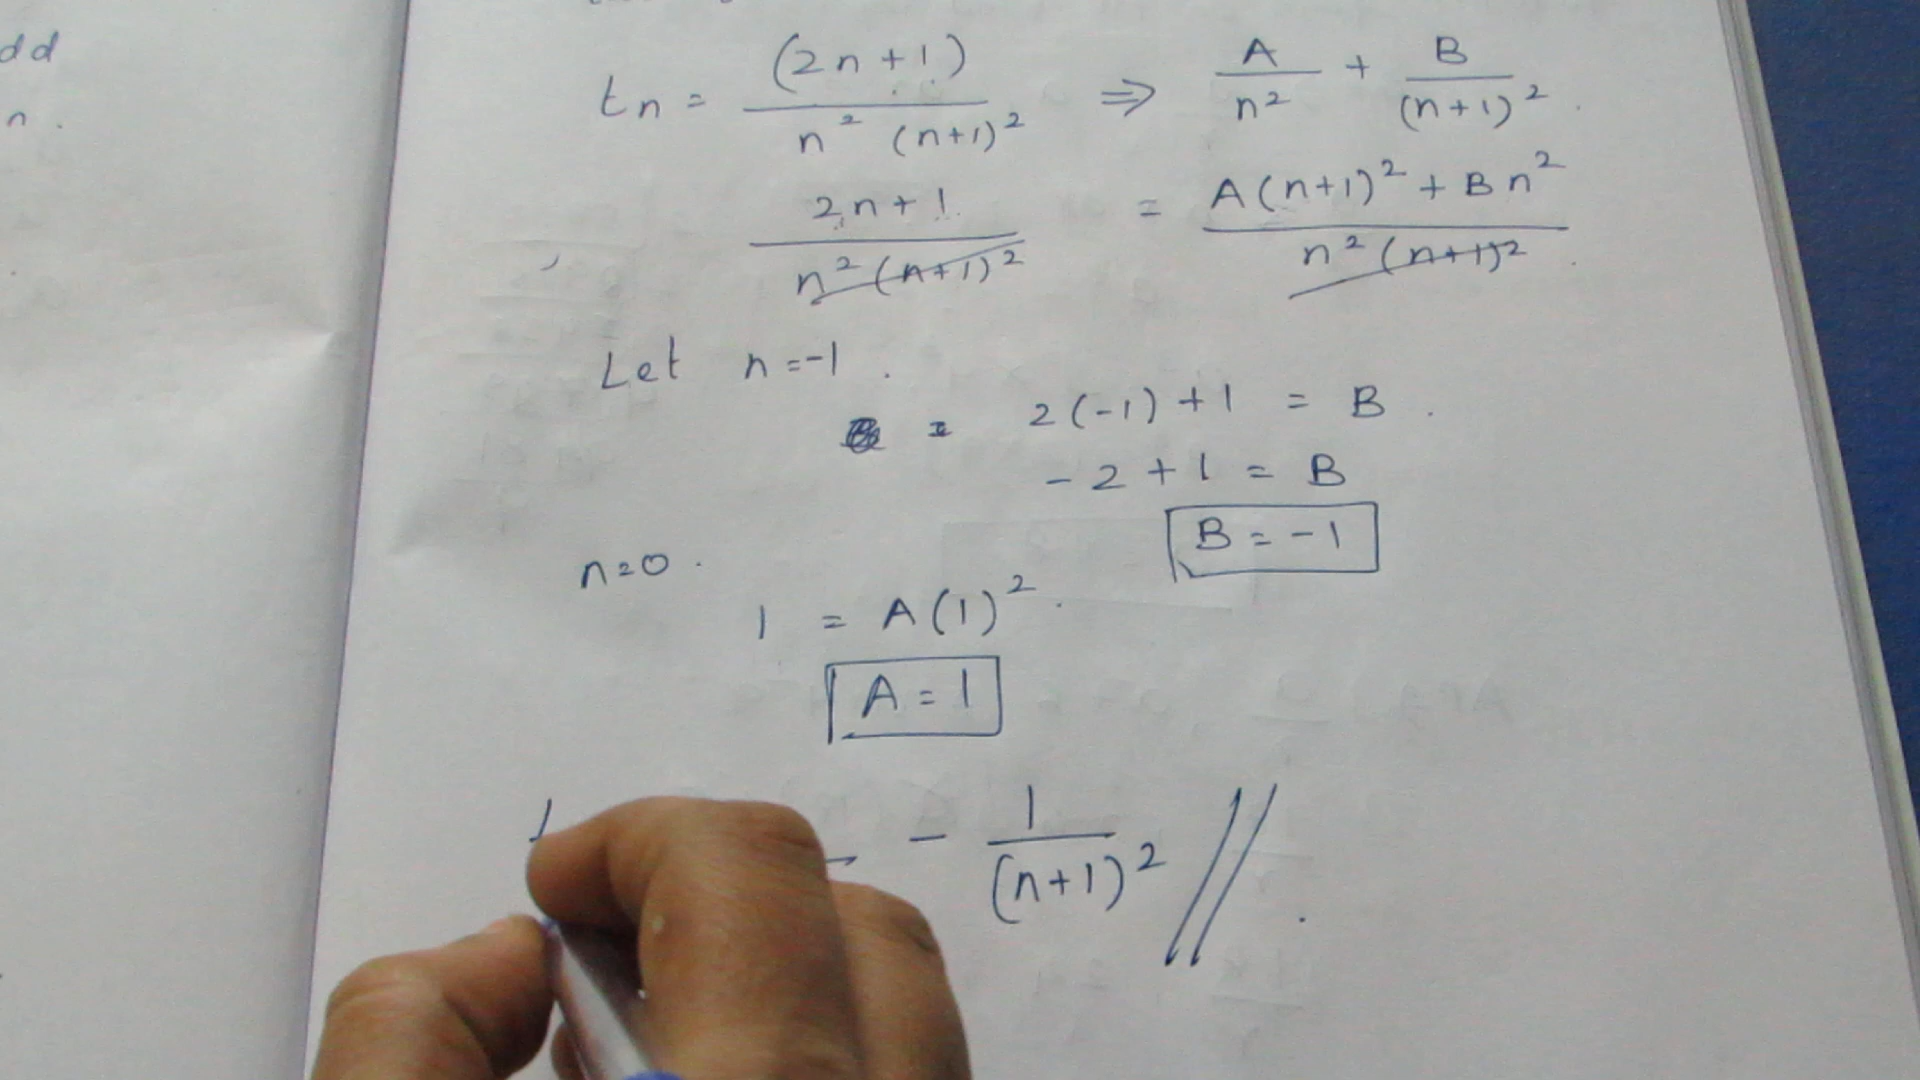 dd
n .
tn = (2n+1) / n² (n+1)² ⇒ A / n² + B / (n+1)² .
2n+1 / n²(n+1)² = A(n+1)² + Bn² / n²(n+1)²
Let n=-1 .
= 2(-1)+1 = B .
-2+1 = B
B = -1
n=0 .
1 = A(1)² .
A = 1
- 1 / (n+1)² //